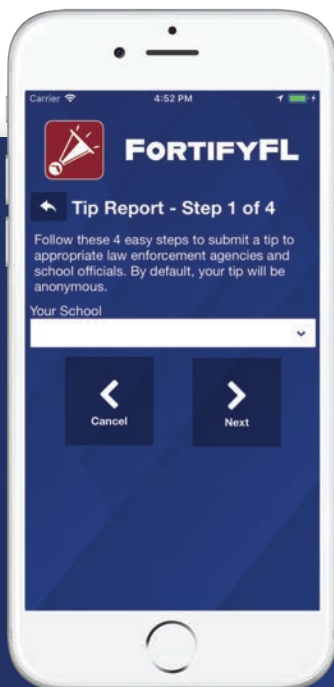 Carrier 4:52 PM
FORTIFYFL
Tip Report - Step 1 of 4
Follow these 4 easy steps to submit a tip to
appropriate law enforcement agencies and
school officials. By default, your tip will be
anonymous.
Your School
Cancel Next